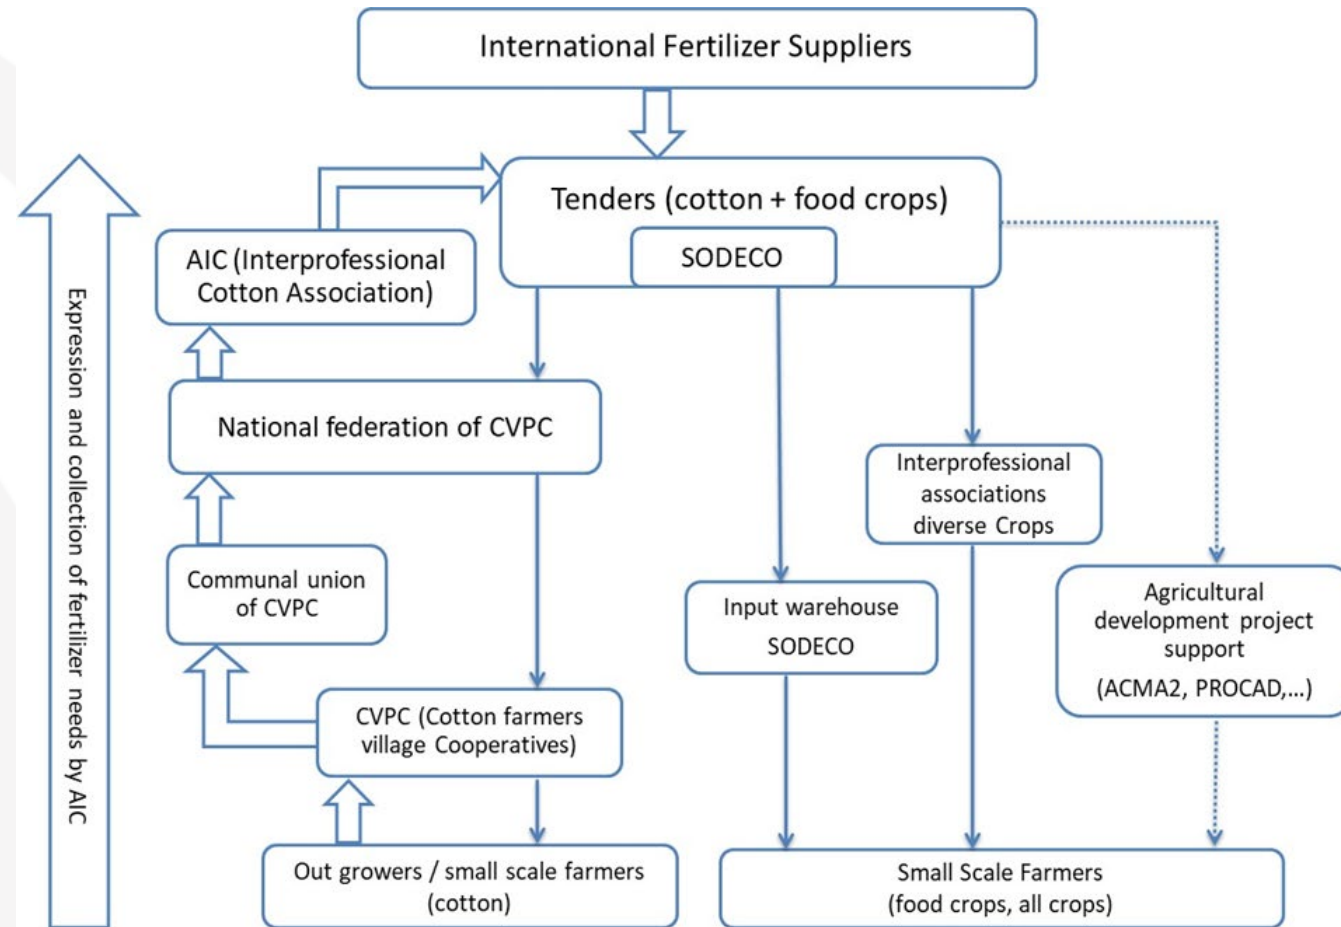 International Fertilizer Suppliers
Tenders (cotton + food crops)
SODECO
AIC (Interprofessional
Cotton Association)
National federation of CVPC
Interprofessional
associations
diverse Crops
Communal union
of CVPC
Input warehouse
SODECO
Agricultural
development project
support
(ACMA2, PROCAD,...)
CVPC (Cotton farmers
village Cooperatives)
Out growers / small scale farmers
(cotton)
Small Scale Farmers
(food crops, all crops)
Expression and collection of fertilizer needs by AIC